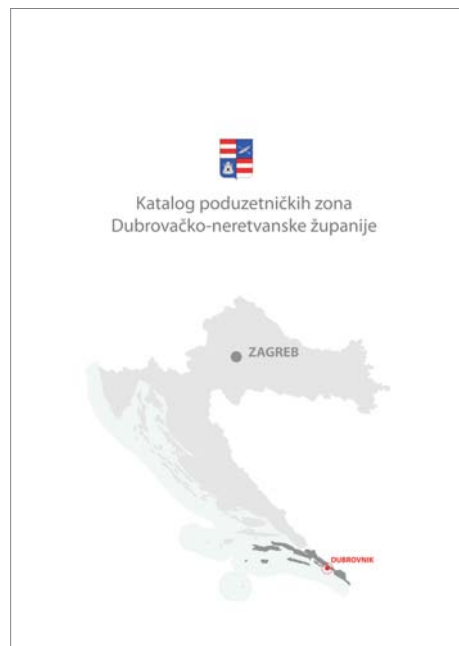 Katalog poduzetničkih zona
Dubrovačko-neretvanske županije
ZAGREB
DUBROVNIK